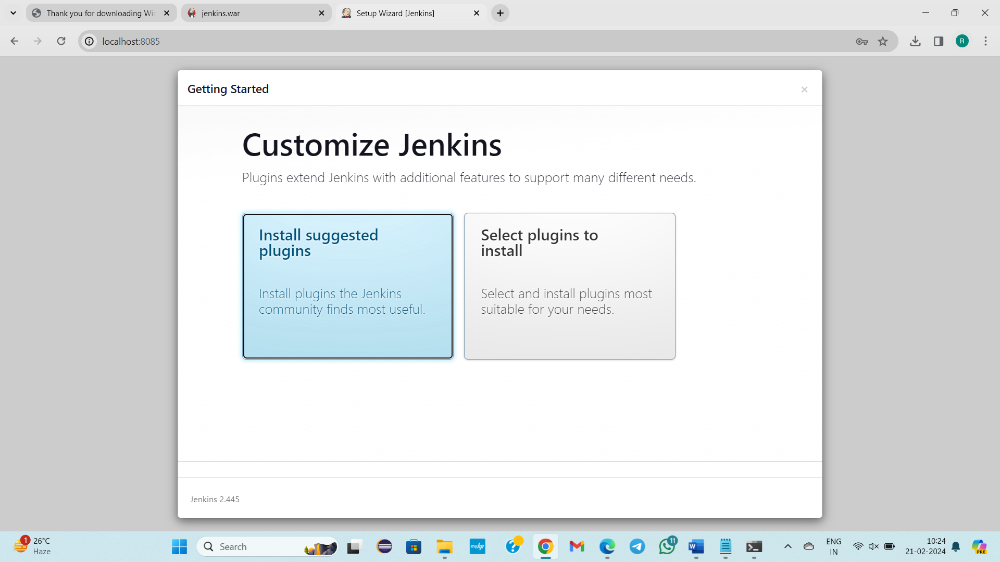 Thank you for downloading Wir
jenkins.war
Setup Wizard [Jenkins]
localhost:8085
R
Getting Started
Customize Jenkins
Plugins extend Jenkins with additional features to support many different needs.
Install suggested
plugins
Install plugins the Jenkins
community finds most useful.
Select plugins to
install
Select and install plugins most
suitable for your needs.
Jenkins 2.445
1
26°C
Haze
Search
myhp
11
W
ENG
IN
10:24
21-02-2024
PRE